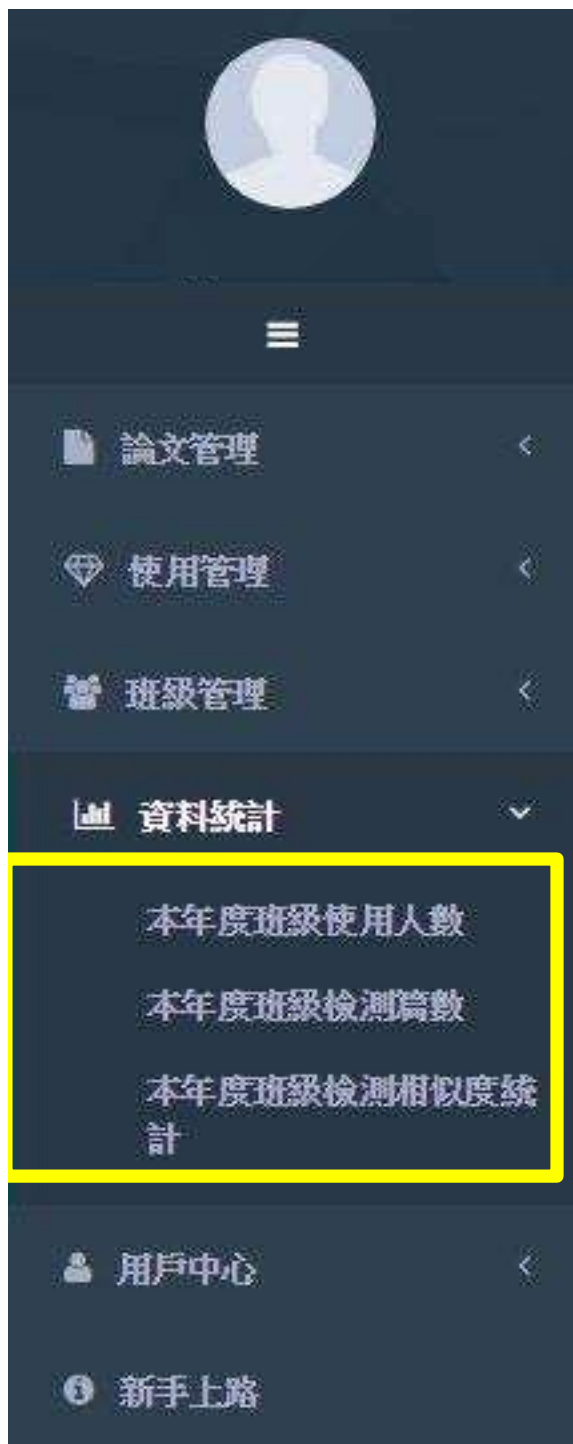 論文管理
使用管理
班級管理
資料統計
本年度班級使用人數
本年度班級檢測篇數
本年度班級檢測相似度統
計
用戶中心
新手上路